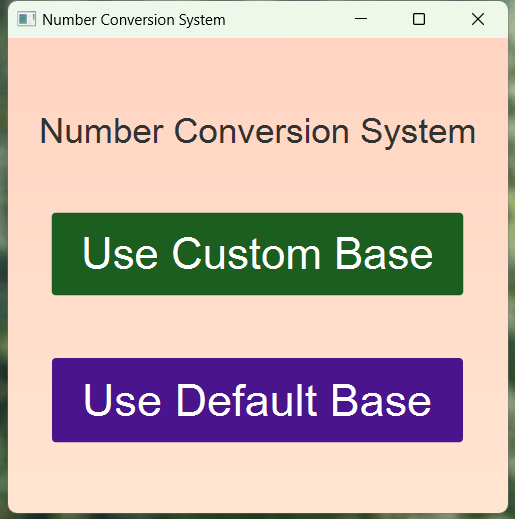 Number Conversion System
Number Conversion System
Use Custom Base
Use Default Base